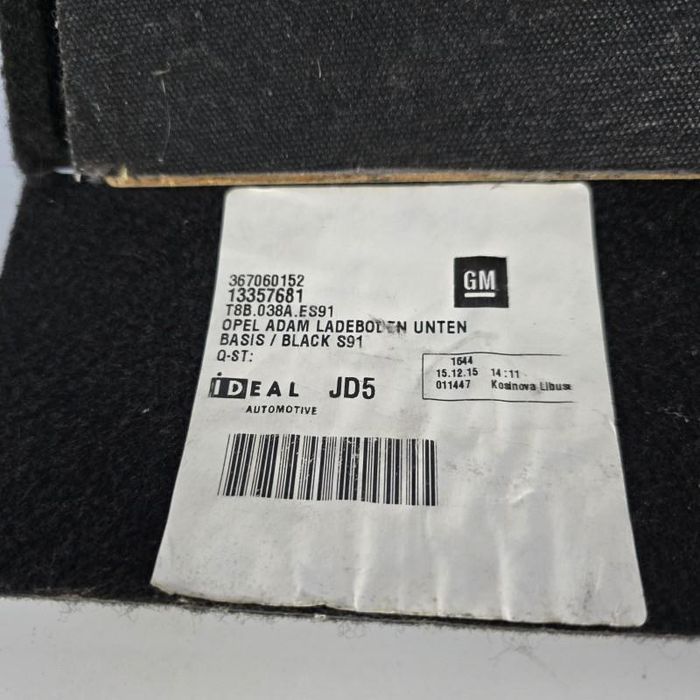 367060152
13357681
T8B.038A.ES91
OPEL ADAM LADEBODEN UNTEN
BASIS / BLACK S91
Q-ST:
GM
1644
15.12.15 14:11
011447 Kosinova Libuse
iDEAL JD5
AUTOMOTIVE